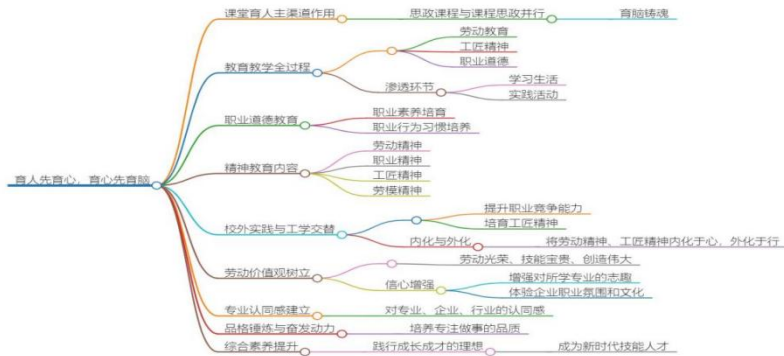 育人先育心，育心先育脑
课堂育人主渠道作用
思政课程与课程思政并行
育脑铸魂
教育教学全过程
劳动教育
工匠精神
职业道德
渗透环节
学习生活
实践活动
职业道德教育
职业素养培育
职业行为习惯培养
精神教育内容
劳动精神
职业精神
工匠精神
劳模精神
校外实践与工学交替
提升职业竞争能力
培育工匠精神
内化与外化
将劳动精神、工匠精神内化于心，外化于行
劳动价值观树立
劳动光荣、技能宝贵、创造伟大
信心增强
增强对所学专业的志趣
体验企业职业氛围和文化
专业认同感建立
对专业、企业、行业的认同感
品格锤炼与奋发动力
培养专注做事的品质
综合素养提升
践行成长成才的理想
成为新时代技能人才